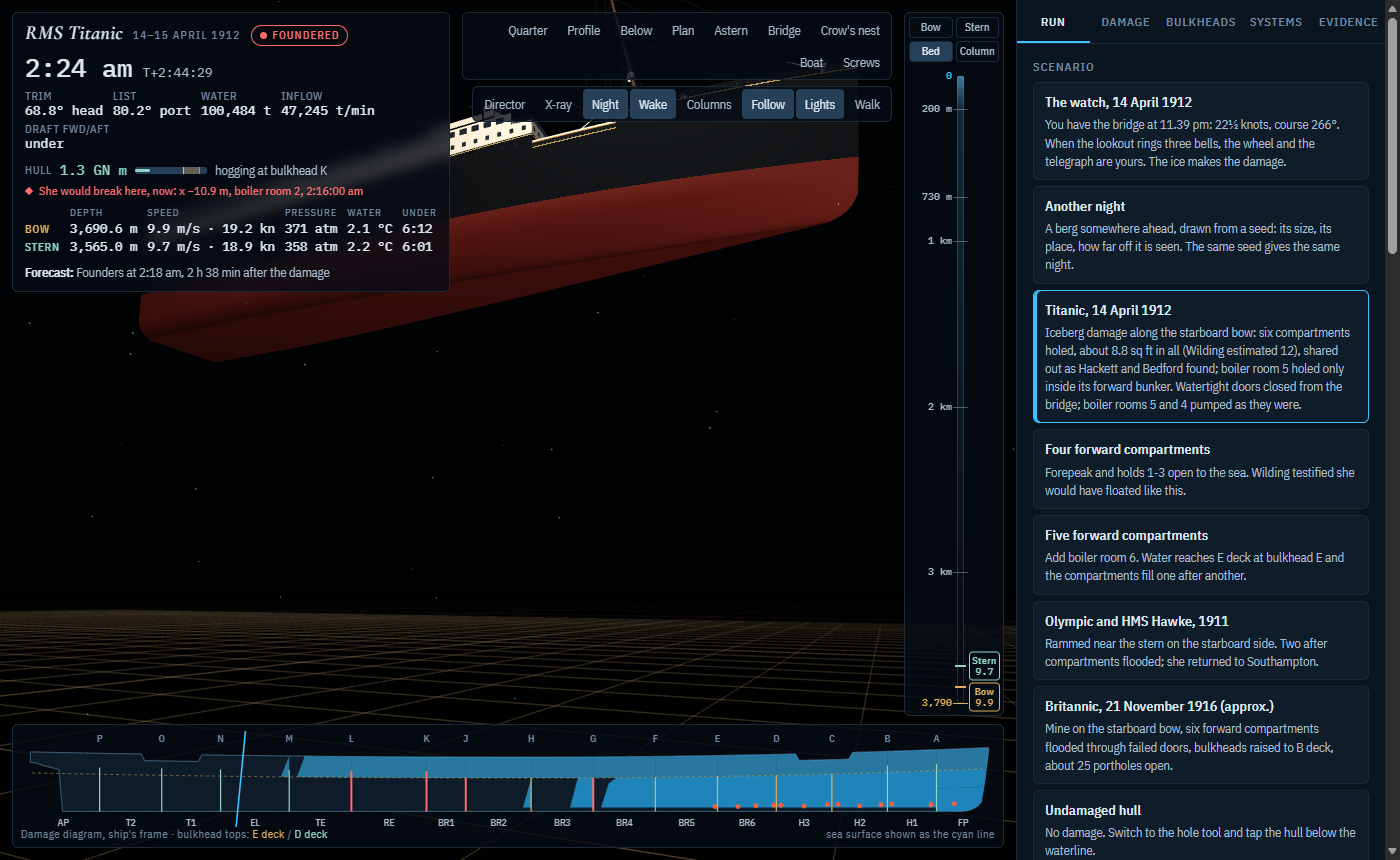 RMS Titanic 14–15 APRIL 1912 FOUNDERED
2:24 am T+2:44:29
TRIM LIST WATER INFLOW
68.8° head 80.2° port 100,484 t 47,245 t/min
DRAFT FWD/AFT
under
HULL 1.3 GN m hogging at bulkhead K
She would break here, now: x −10.9 m, boiler room 2, 2:16:00 am
DEPTH SPEED PRESSURE WATER UNDER
BOW 3,690.6 m 9.9 m/s · 19.2 kn 371 atm 2.1 °C 6:12
STERN 3,565.0 m 9.7 m/s · 18.9 kn 358 atm 2.2 °C 6:01
Forecast: Founders at 2:18 am, 2 h 38 min after the damage
Quarter Profile Below Plan Astern Bridge Crow's nest
Boat Screws
Director X-ray Night Wake Columns Follow Lights Walk
Bow Stern
Bed Column
0
200 m
730 m
1 km
2 km
3 km
Stern
9.7
3,790
Bow
9.9
P O N M L K J H G F E D C B A
AP T2 T1 EL TE RE BR1 BR2 BR3 BR4 BR5 BR6 H3 H2 H1 FP
Damage diagram, ship's frame · bulkhead tops: E deck / D deck
sea surface shown as the cyan line
RUN DAMAGE BULKHEADS SYSTEMS EVIDENCE
SCENARIO
The watch, 14 April 1912
You have the bridge at 11.39 pm: 22½ knots, course 266°.
When the lookout rings three bells, the wheel and the
telegraph are yours. The ice makes the damage.
Another night
A berg somewhere ahead, drawn from a seed: its size, its
place, how far off it is seen. The same seed gives the same
night.
Titanic, 14 April 1912
Iceberg damage along the starboard bow: six compartments
holed, about 8.8 sq ft in all (Wilding estimated 12), shared
out as Hackett and Bedford found; boiler room 5 holed only
inside its forward bunker. Watertight doors closed from the
bridge; boiler rooms 5 and 4 pumped as they were.
Four forward compartments
Forepeak and holds 1-3 open to the sea. Wilding testified she
would have floated like this.
Five forward compartments
Add boiler room 6. Water reaches E deck at bulkhead E and
the compartments fill one after another.
Olympic and HMS Hawke, 1911
Rammed near the stern on the starboard side. Two after
compartments flooded; she returned to Southampton.
Britannic, 21 November 1916 (approx.)
Mine on the starboard bow, six forward compartments
flooded through failed doors, bulkheads raised to B deck,
about 25 portholes open.
Undamaged hull
No damage. Switch to the hole tool and tap the hull below the
waterline.